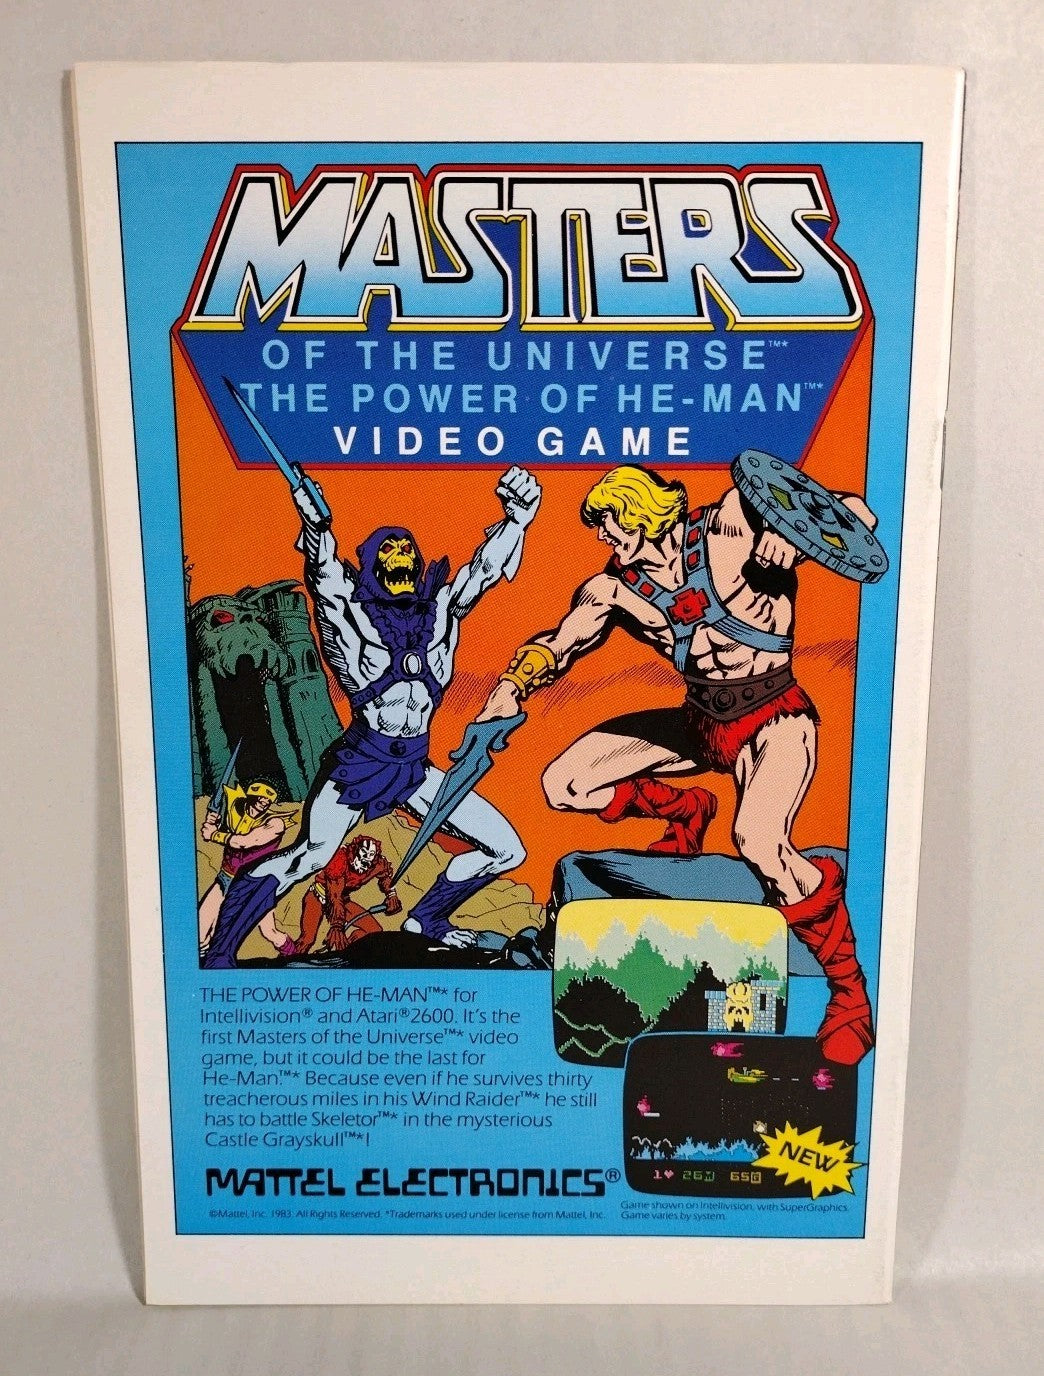 MASTERS
OF THE UNIVERSE™*
THE POWER OF HE-MAN™*
VIDEO GAME
THE POWER OF HE-MAN™* for
Intellivision® and Atari®2600. It's the
first Masters of the Universe™* video
game, but it could be the last for
He-Man.™* Because even if he survives thirty
treacherous miles in his Wind Raider™* he still
has to battle Skeletor™* in the mysterious
Castle Grayskull™*!
MATTEL ELECTRONICS®
©Mattel, Inc. 1983. All Rights Reserved. *Trademarks used under license from Mattel, Inc.
1♥ 26M 65G
NEW
Game shown on Intellivision, with SuperGraphics.
Game varies by system.